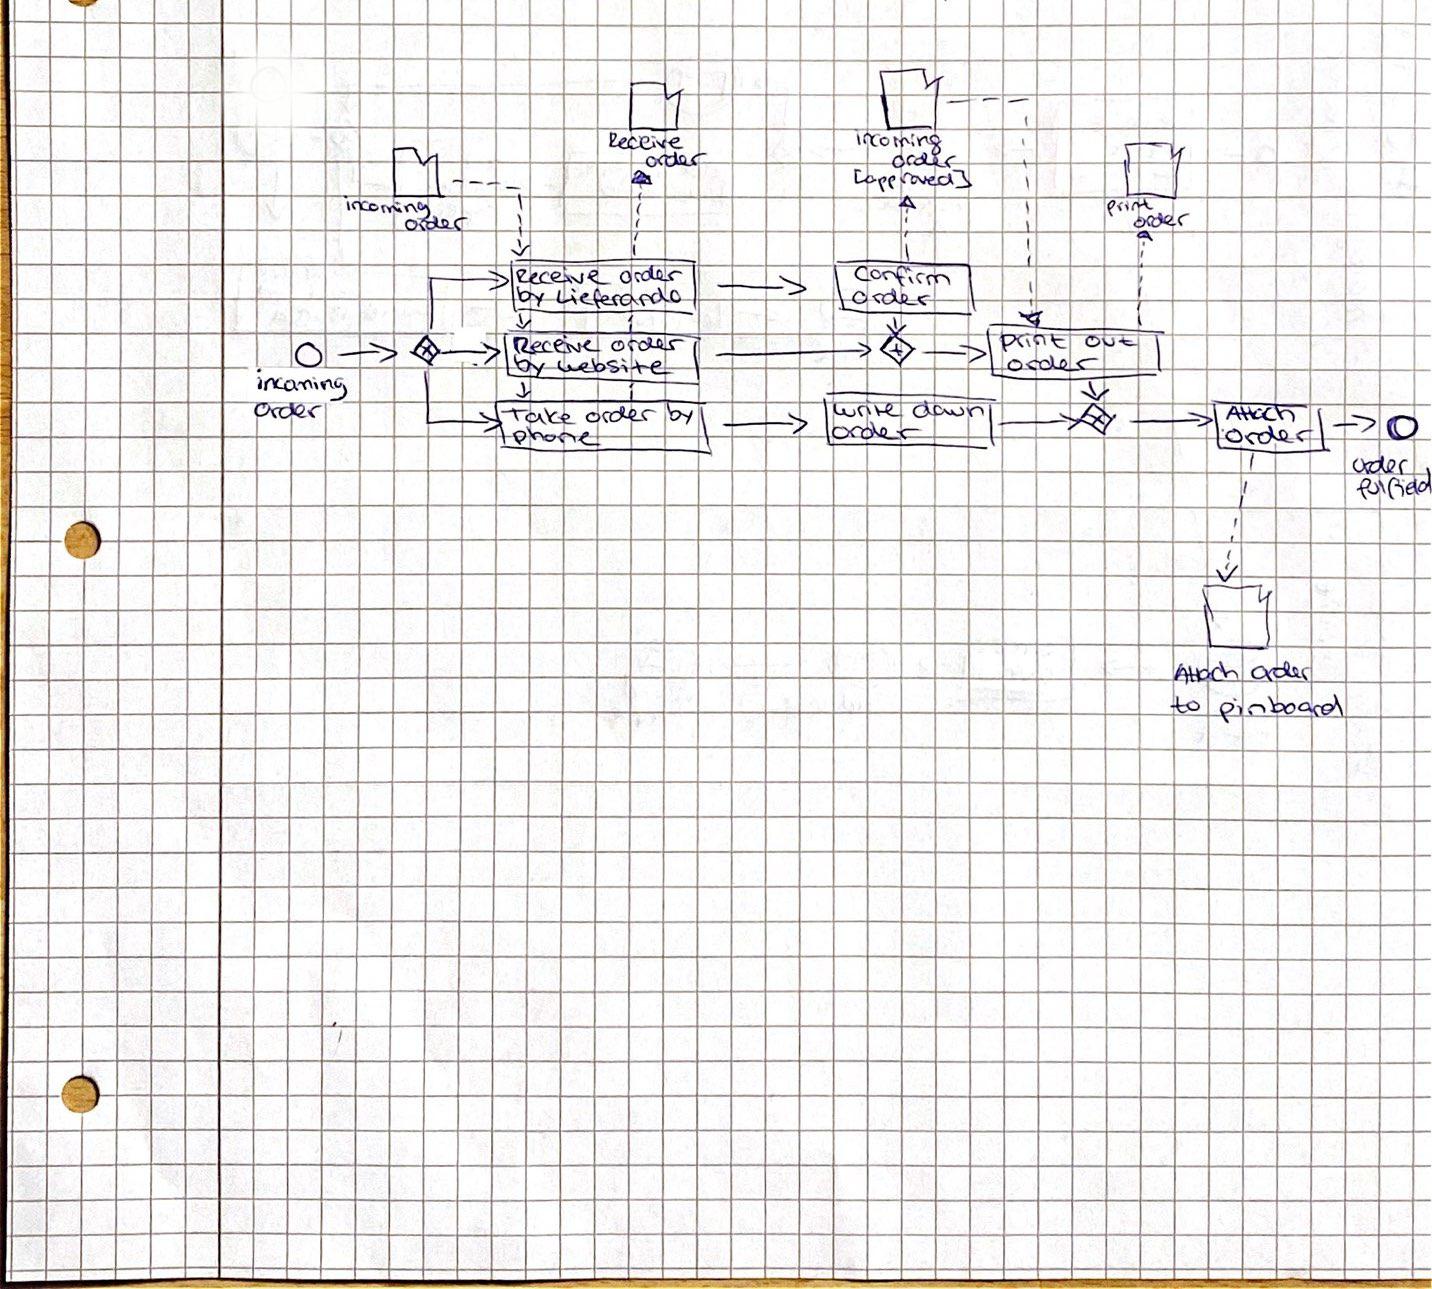 Receive
order
incoming
order
[approved]
incoming
order
print
order
Receive order
by Lieferando
Confirm
order
incoming
order
Receive order
by website
print out
order
Take order by
phone
write down
order
Attach
order
order
fulfield
Attach order
to pinboard